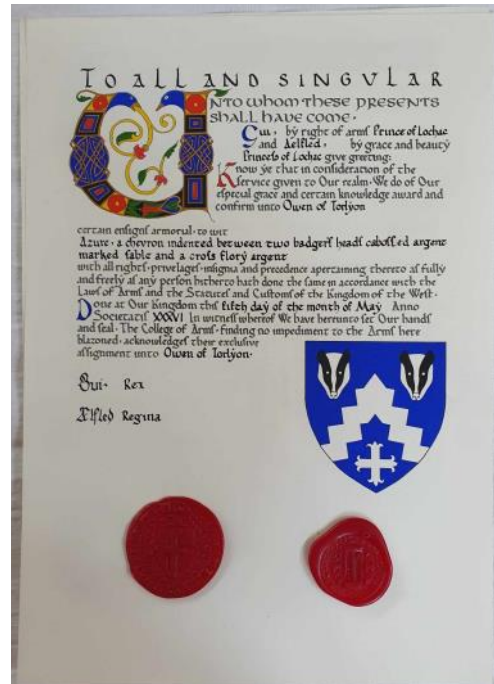 TO ALL AND SINGVLAR
UNTO WHOM THESE PRESENTS
SHALL HAVE COME.
Gui, by right of arms Prince of Lochac
and Aelfled, by grace and beauty
Princess of Lochac give greeting:
Know ye that in consideration of the
service given to Our realm. We do of Our
especial grace and certain knowledge award and
confirm unto Owen of Torlyon
certain ensigns armorial. to wit
Azure. a chevron indented between two badgers heads cabossed argent
marked sable and a cross flory argent
with all rights. privelages. insignia and precedence apertaining thereto as fully
and freely as any person hitherto hath done the same in accordance with the
Laws of Arms and the Statutes and Customs of the Kingdom of the West.
Done at Our Kingdom this fifth day of the month of May Anno
Societatis XXXVI In witness wherof We have hereunto set Our hands
and seal. The College of Arms. finding no impediment to the Arms here
blazoned. acknowledges their exclusive
assignment unto Owen of Torlyon.
Gui. Rex
Ælfled Regina